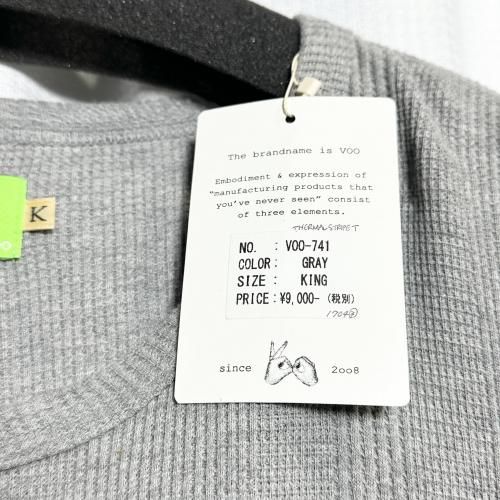 The brandname is VOO
Embodiment & expression of
"manufacturing products that
you've never seen" consist
of three elements.
THERMAL STRIPE T
NO. : VOO-741
COLOR: GRAY
SIZE : KING
PRICE:¥9,000- (税別)
1704②
since 2oo8
K